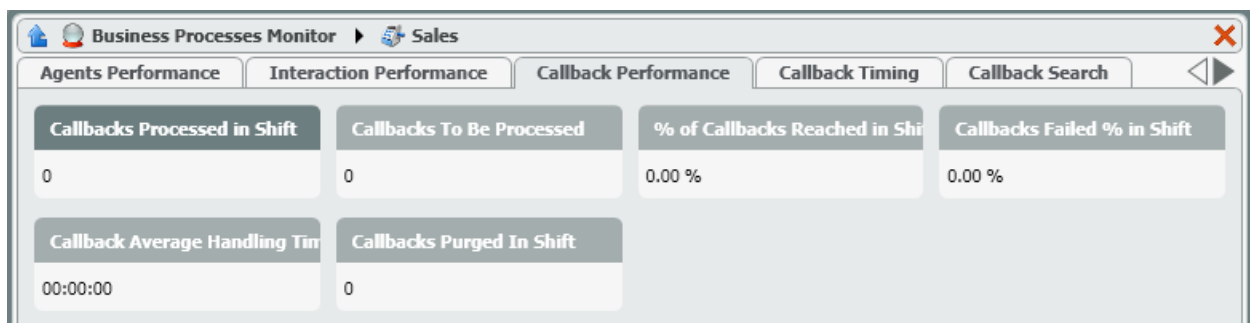 Business Processes Monitor Sales
Agents Performance Interaction Performance Callback Performance Callback Timing Callback Search
Callbacks Processed in Shift Callbacks To Be Processed % of Callbacks Reached in Shi Callbacks Failed % in Shift
0 0 0.00 % 0.00 %
Callback Average Handling Tim Callbacks Purged In Shift
00:00:00 0